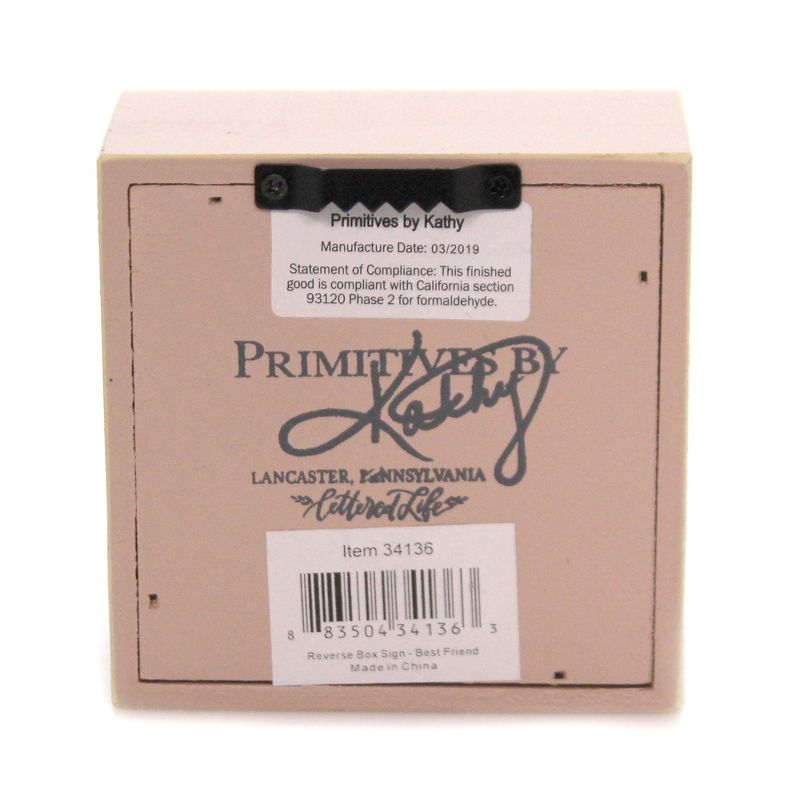 Primitives by Kathy
Manufacture Date: 03/2019
Statement of Compliance: This finished
good is compliant with California section
93120 Phase 2 for formaldehyde.
PRIMITIVES BY
Kathy
LANCASTER, PENNSYLVANIA
Lettered Life
Item 34136
8 83504 34136 3
Reverse Box Sign - Best Friend
Made in China